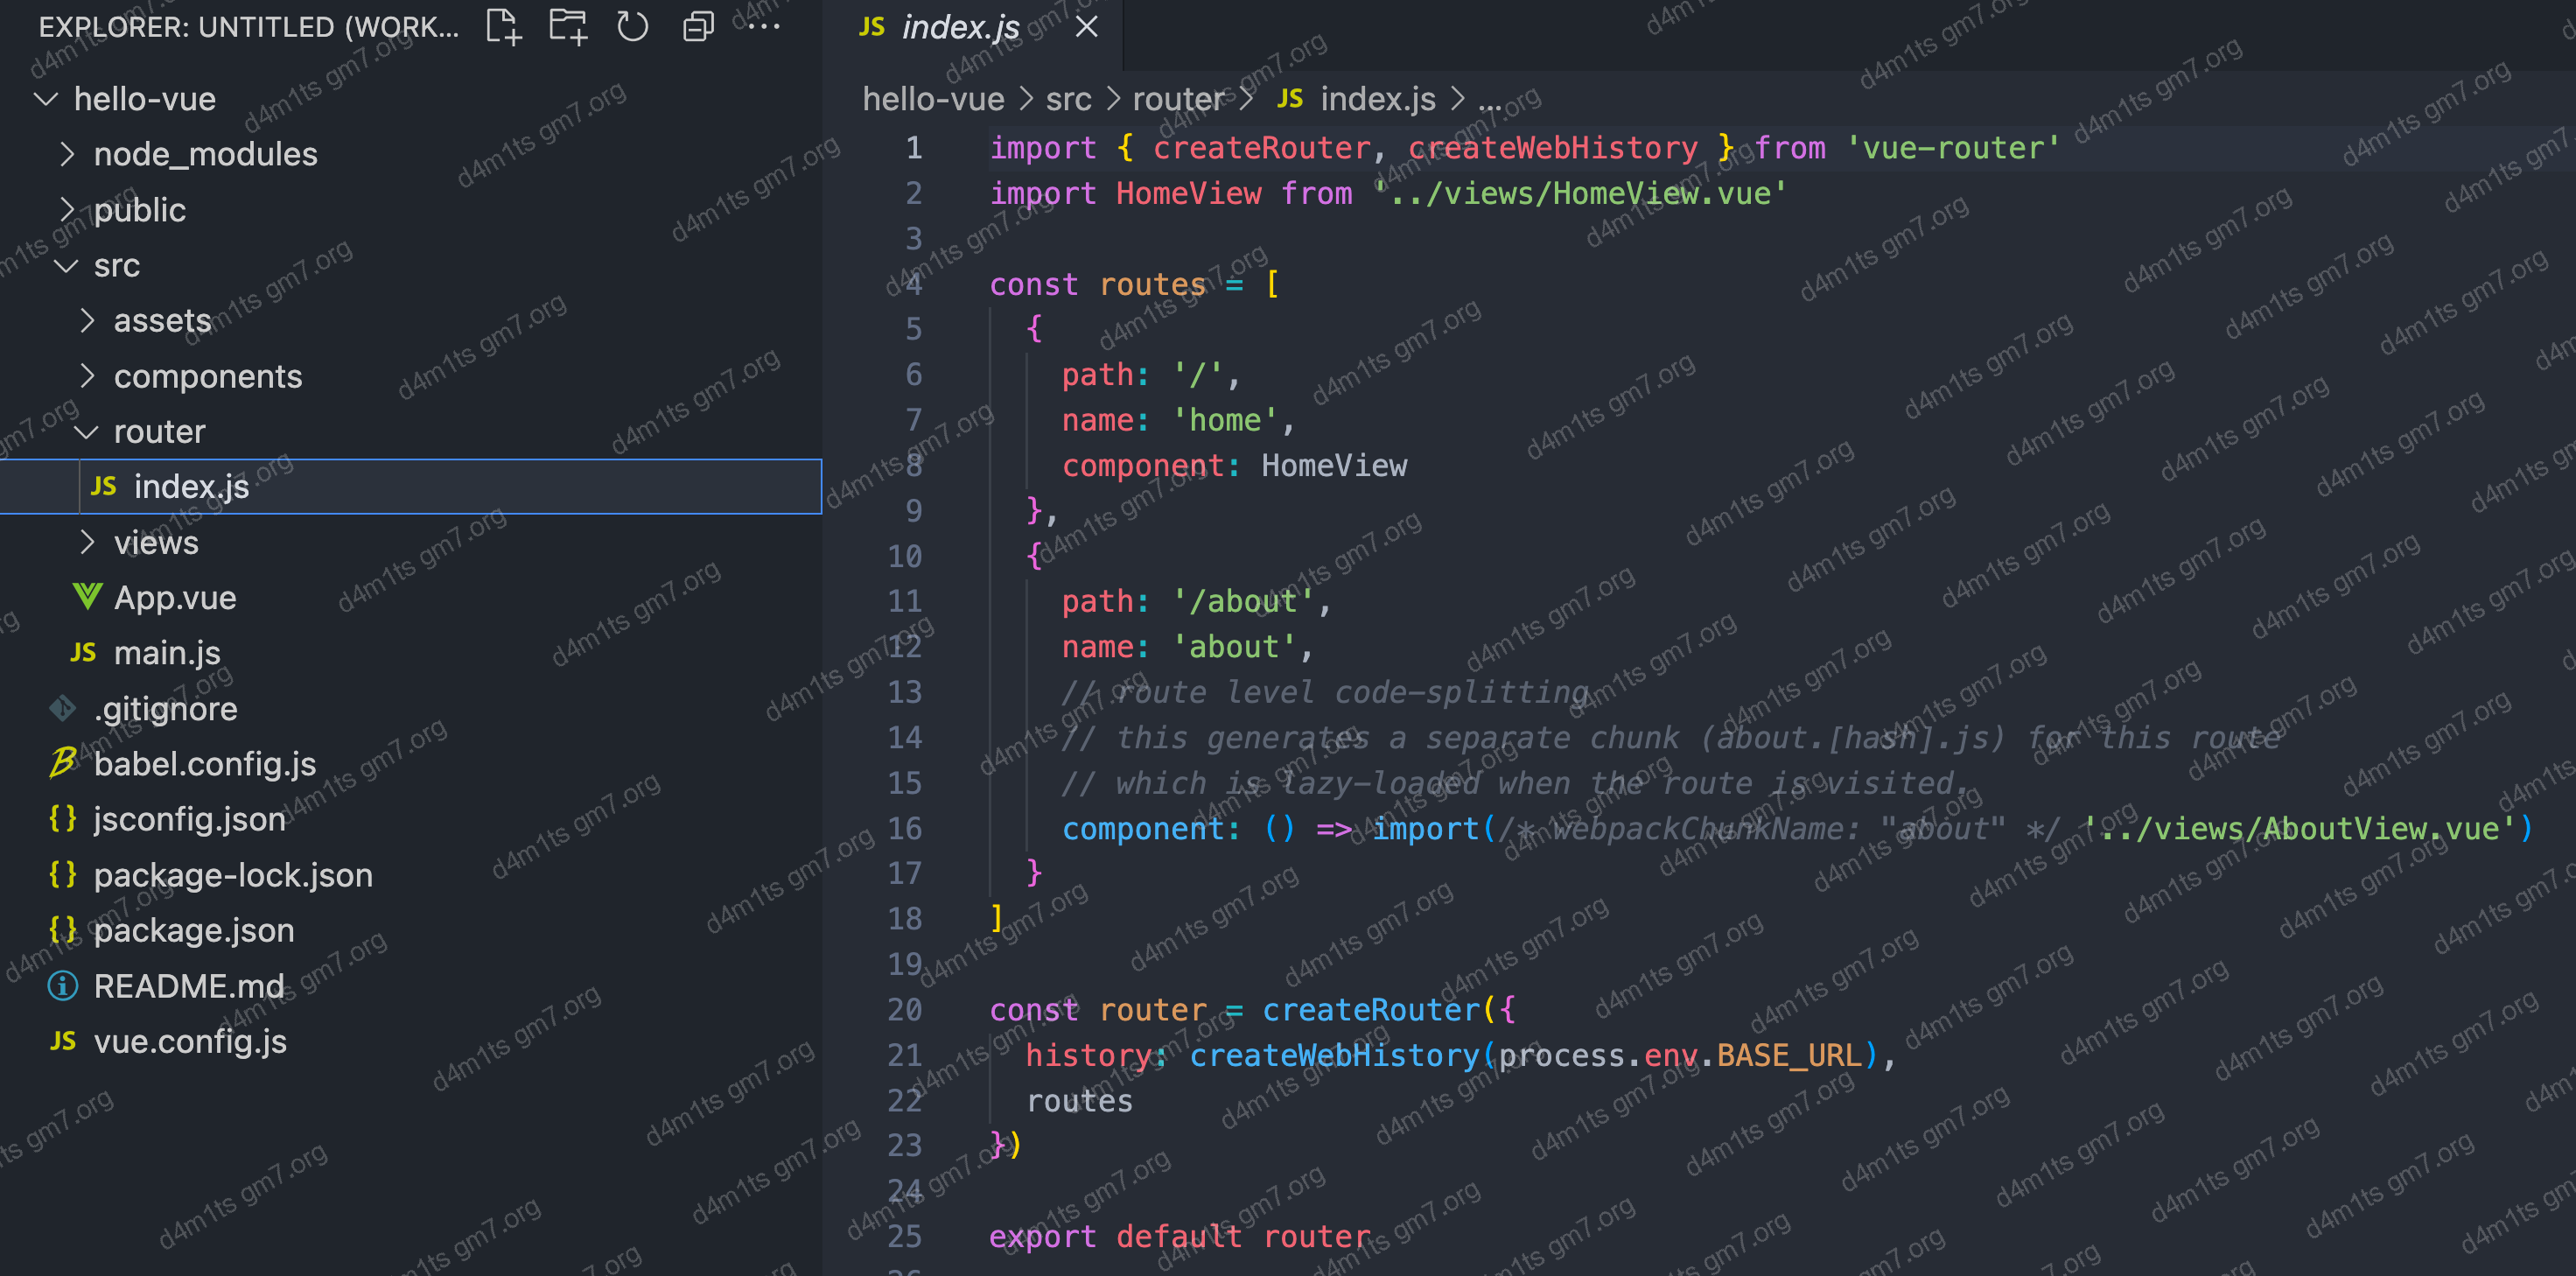 EXPLORER: UNTITLED (WORK...
hello-vue
node_modules
public
src
assets
components
router
JS index.js
views
App.vue
JS main.js
.gitignore
babel.config.js
{} jsconfig.json
{} package-lock.json
{} package.json
README.md
JS vue.config.js
JS index.js
hello-vue > src > router > JS index.js > ...
1 import { createRouter, createWebHistory } from 'vue-router'
2 import HomeView from '../views/HomeView.vue'
3
4 const routes = [
5   {
6     path: '/',
7     name: 'home',
8     component: HomeView
9   },
10   {
11     path: '/about',
12     name: 'about',
13     // route level code-splitting
14     // this generates a separate chunk (about.[hash].js) for this route
15     // which is lazy-loaded when the route is visited.
16     component: () => import(/* webpackChunkName: "about" */ '../views/AboutView.vue')
17   }
18 ]
19
20 const router = createRouter({
21   history: createWebHistory(process.env.BASE_URL),
22   routes
23 })
24
25 export default router
d4m1ts gm7.org